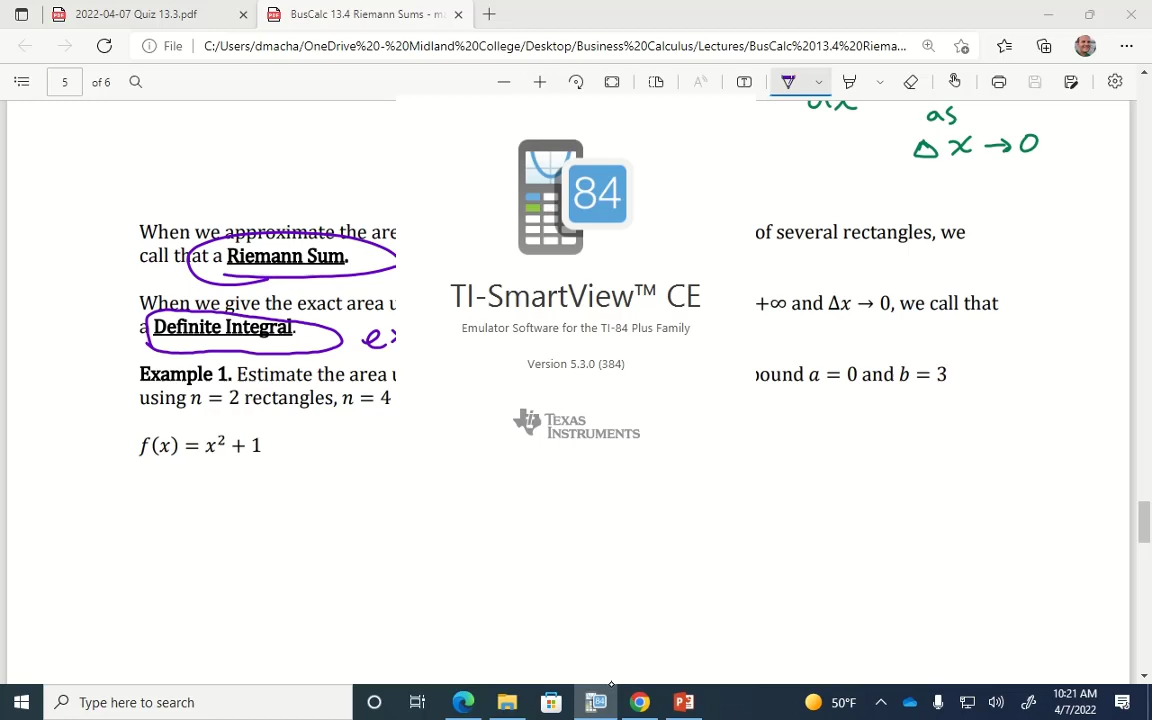 2022-04-07 Quiz 13.3.pdf
BusCalc 13.4 Riemann Sums - m
File
C:/Users/dmacha/OneDrive%20-%20Midland%20College/Desktop/Business%20Calculus/Lectures/BusCalc%2013.4%20Riema...
5 of 6
as
Δx → 0
When we approximate the are of several rectangles, we
call that a Riemann Sum.
When we give the exact area u +∞ and Δx → 0, we call that
a Definite Integral.
Example 1. Estimate the area u ound a = 0 and b = 3
using n = 2 rectangles, n = 4
f(x) = x² + 1
84
TI-SmartView™ CE
Emulator Software for the TI-84 Plus Family
Version 5.3.0 (384)
TEXAS
INSTRUMENTS
Type here to search
50°F
10:21 AM
4/7/2022